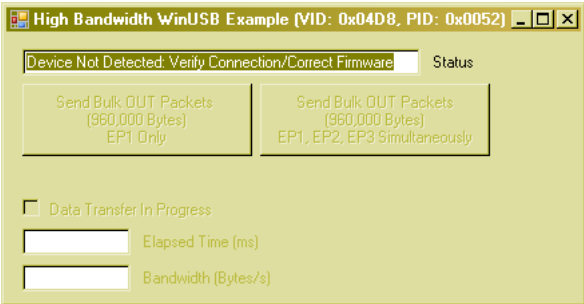 High Bandwidth WinUSB Example (VID: 0x04D8, PID: 0x0052)
Device Not Detected: Verify Connection/Correct Firmware Status
Send Bulk OUT Packets
(960,000 Bytes)
EP1 Only
Send Bulk OUT Packets
(960,000 Bytes)
EP1, EP2, EP3 Simultaneously
Data Transfer In Progress
Elapsed Time (ms)
Bandwidth (Bytes/s)